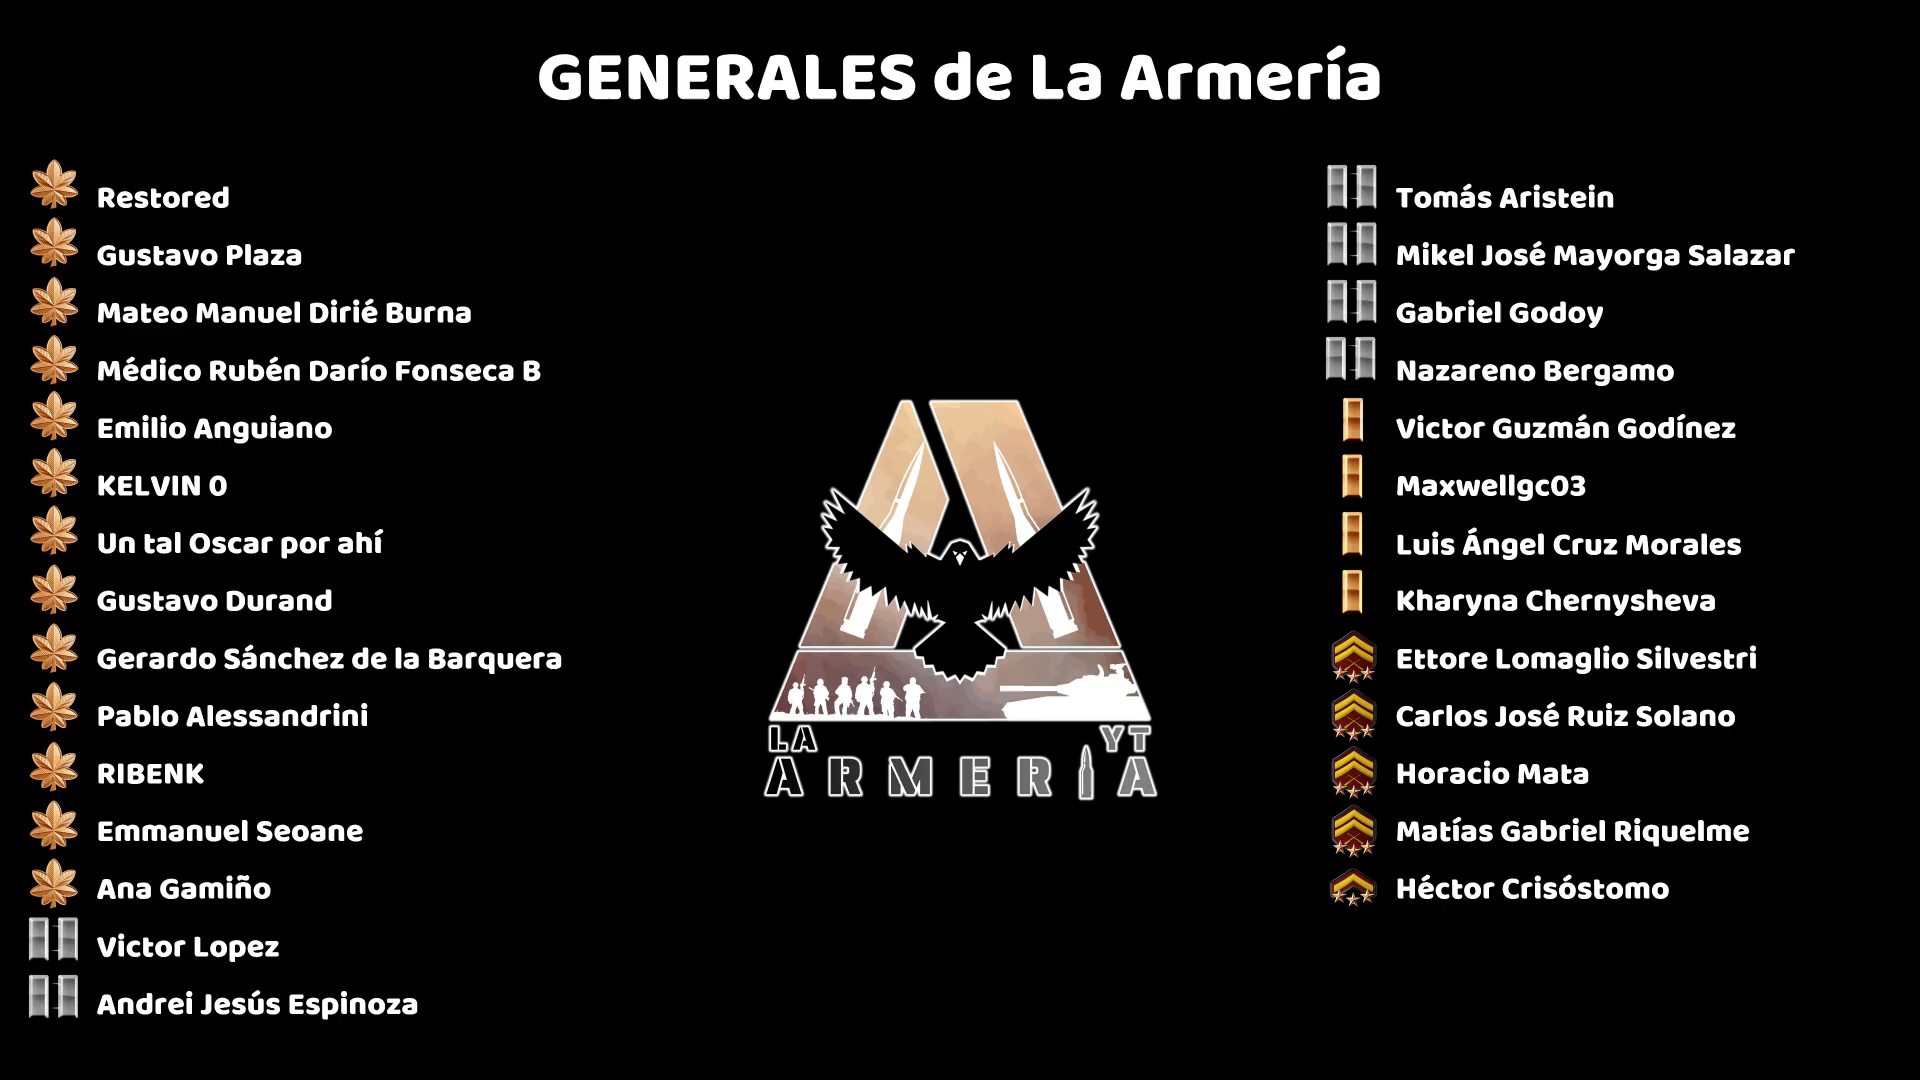 GENERALES de La Armería
Restored
Gustavo Plaza
Mateo Manuel Dirié Burna
Médico Rubén Darío Fonseca B
Emilio Anguiano
KELVIN 0
Un tal Oscar por ahí
Gustavo Durand
Gerardo Sánchez de la Barquera
Pablo Alessandrini
RIBENK
Emmanuel Seoane
Ana Gamiño
Victor Lopez
Andrei Jesús Espinoza
LA YT
ARMERIA
Tomás Aristein
Mikel José Mayorga Salazar
Gabriel Godoy
Nazareno Bergamo
Victor Guzmán Godínez
Maxwellgc03
Luis Ángel Cruz Morales
Kharyna Chernysheva
Ettore Lomaglio Silvestri
Carlos José Ruiz Solano
Horacio Mata
Matías Gabriel Riquelme
Héctor Crisóstomo